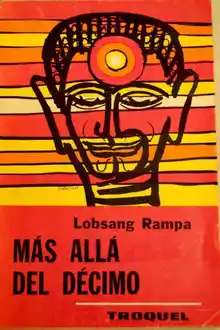 Lobsang Rampa
MÁS ALLÁ
DEL DÉCIMO
TROQUEL